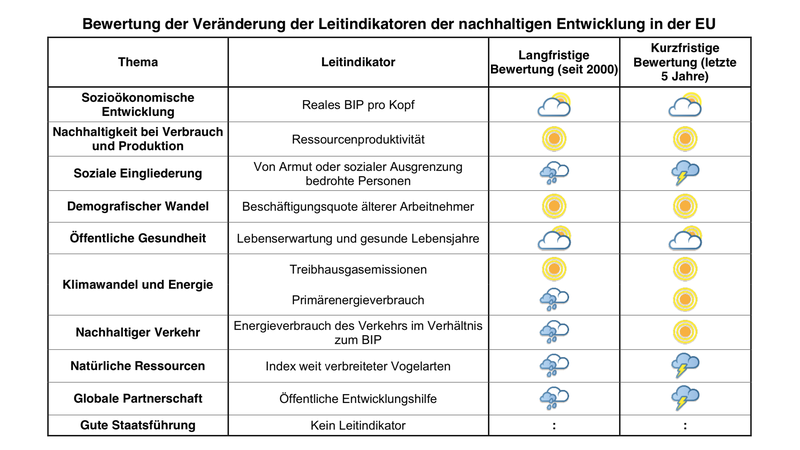 Bewertung der Veränderung der Leitindikatoren der nachhaltigen Entwicklung in der EU
Thema
Leitindikator
Langfristige
Bewertung (seit 2000)
Kurzfristige
Bewertung (letzte
5 Jahre)
Sozioökonomische
Entwicklung
Reales BIP pro Kopf
Nachhaltigkeit bei Verbrauch
und Produktion
Ressourcenproduktivität
Soziale Eingliederung
Von Armut oder sozialer Ausgrenzung
bedrohte Personen
Demografischer Wandel
Beschäftigungsquote älterer Arbeitnehmer
Öffentliche Gesundheit
Lebenserwartung und gesunde Lebensjahre
Klimawandel und Energie
Treibhausgasemissionen
Primärenergieverbrauch
Nachhaltiger Verkehr
Energieverbrauch des Verkehrs im Verhältnis
zum BIP
Natürliche Ressourcen
Index weit verbreiteter Vogelarten
Globale Partnerschaft
Öffentliche Entwicklungshilfe
Gute Staatsführung
Kein Leitindikator
:
: